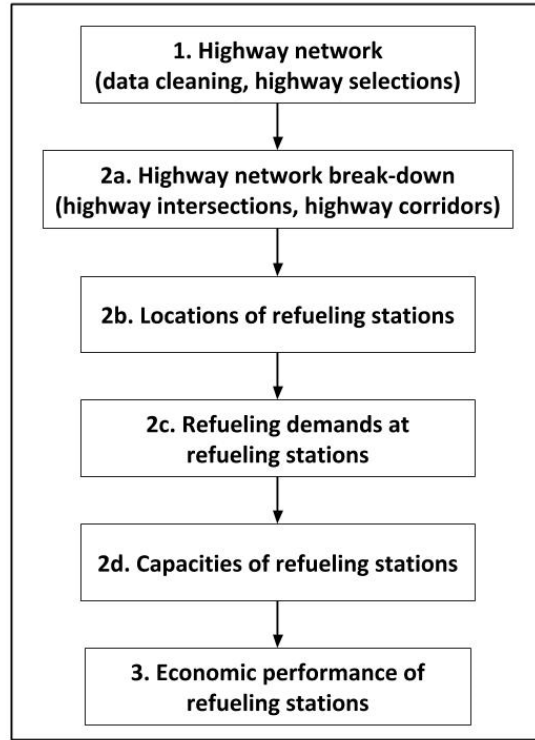 1. Highway network
(data cleaning, highway selections)
2a. Highway network break-down
(highway intersections, highway corridors)
2b. Locations of refueling stations
2c. Refueling demands at
refueling stations
2d. Capacities of refueling stations
3. Economic performance of
refueling stations